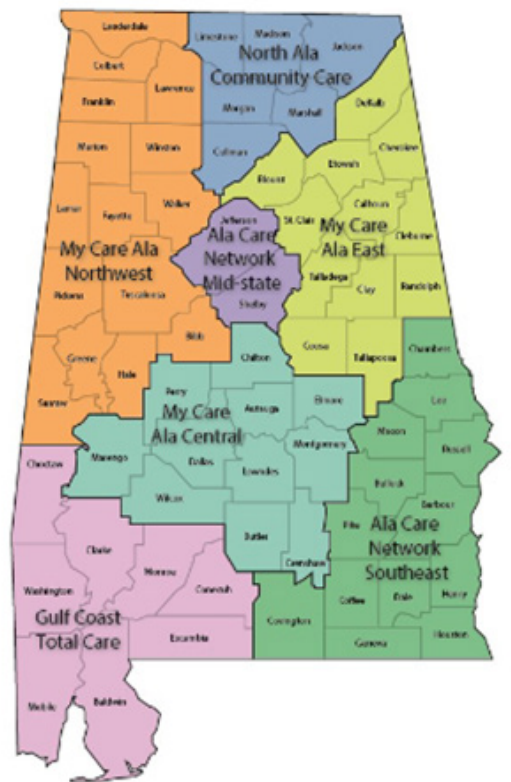 Lauderdale
Limestone
Madison
Jackson
North Ala
Community Care
Colbert
Lawrence
Franklin
Morgan
Marshall
DeKalb
Marion
Winston
Cullman
Cherokee
Etowah
Blount
Lamar
Fayette
Walker
Jefferson
St. Clair
Calhoun
Cleburne
My Care
Ala East
My Care Ala
Northwest
Ala Care
Network
Mid-state
Talladega
Clay
Randolph
Pickens
Tuscaloosa
Shelby
Bibb
Coosa
Tallapoosa
Chambers
Greene
Hale
Chilton
Sumter
Perry
Autauga
Elmore
Lee
My Care
Ala Central
Macon
Russell
Choctaw
Marengo
Dallas
Lowndes
Montgomery
Bullock
Wilcox
Barbour
Butler
Pike
Crenshaw
Ala Care
Network
Southeast
Clarke
Monroe
Conecuh
Washington
Coffee
Dale
Henry
Gulf Coast
Total Care
Escambia
Covington
Geneva
Houston
Mobile
Baldwin